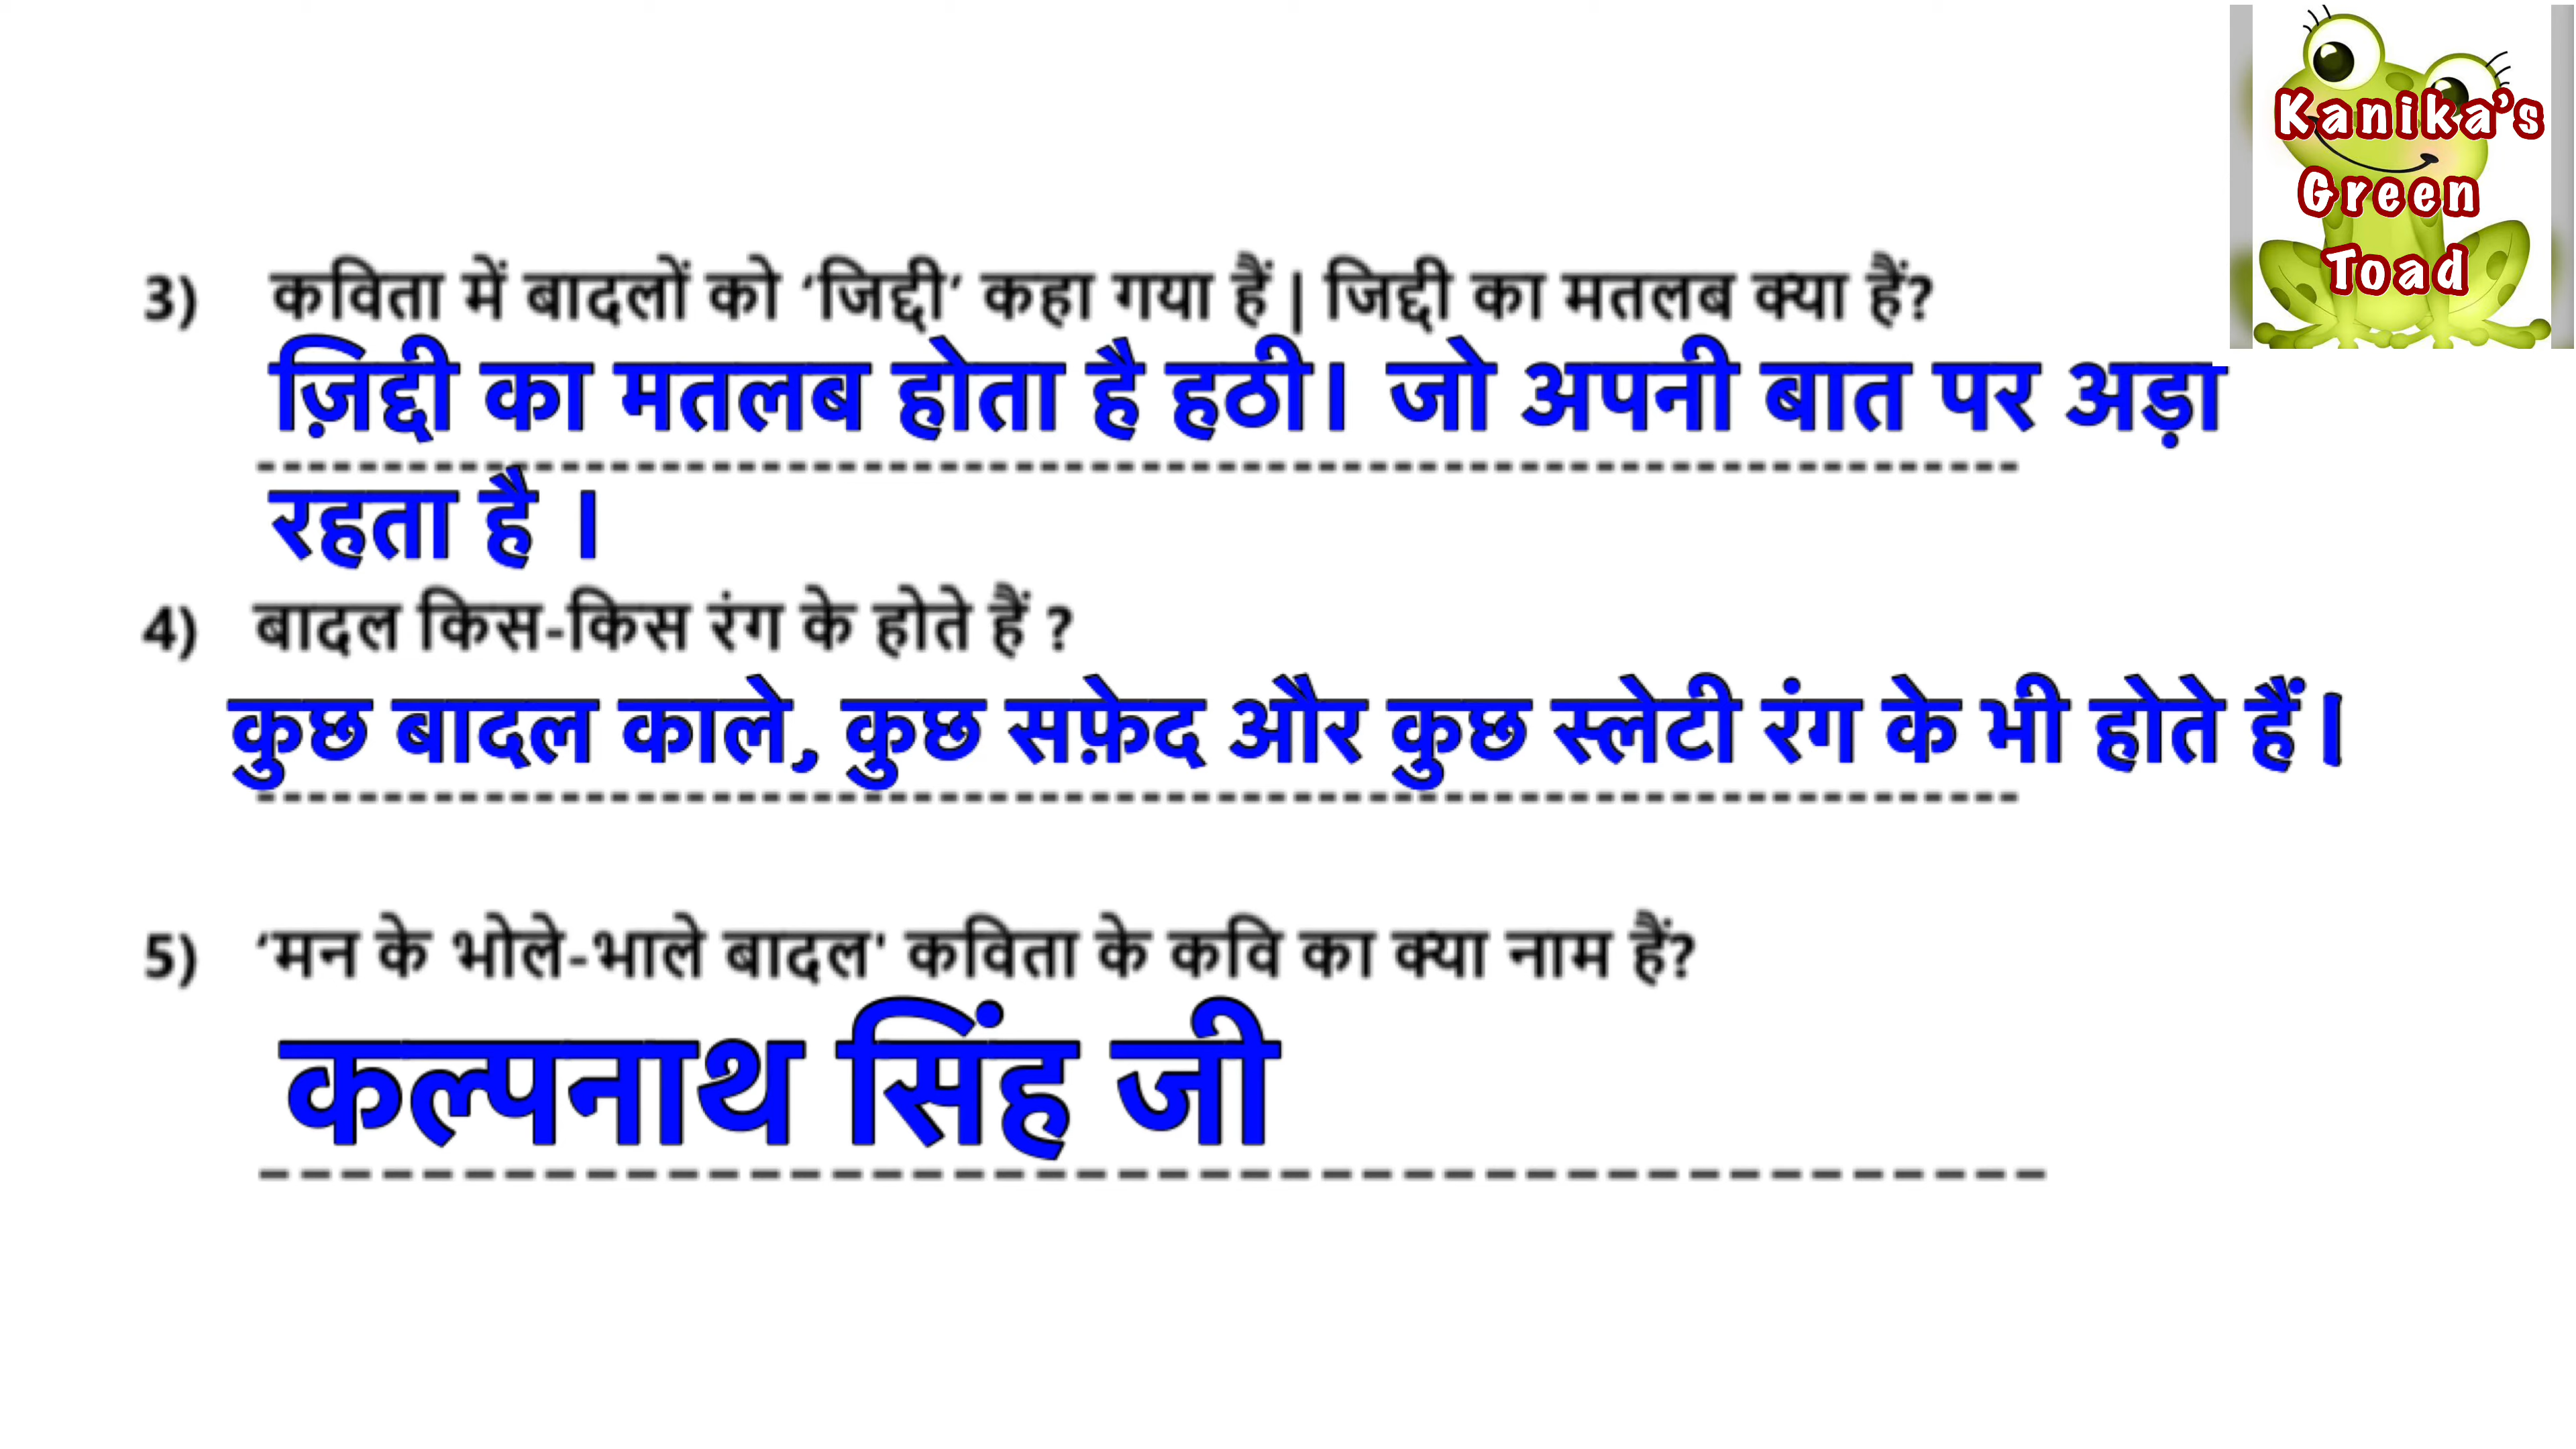 Kanika's
Green
Toad
3) कविता में बादलों को ‘जिद्दी’ कहा गया हैं | जिद्दी का मतलब क्या हैं?
ज़िद्दी का मतलब होता है हठी। जो अपनी बात पर अड़ा
रहता है ।
4) बादल किस-किस रंग के होते हैं ?
कुछ बादल काले, कुछ सफ़ेद और कुछ स्लेटी रंग के भी होते हैं।
5) ‘मन के भोले-भाले बादल' कविता के कवि का क्या नाम हैं?
कल्पनाथ सिंह जी